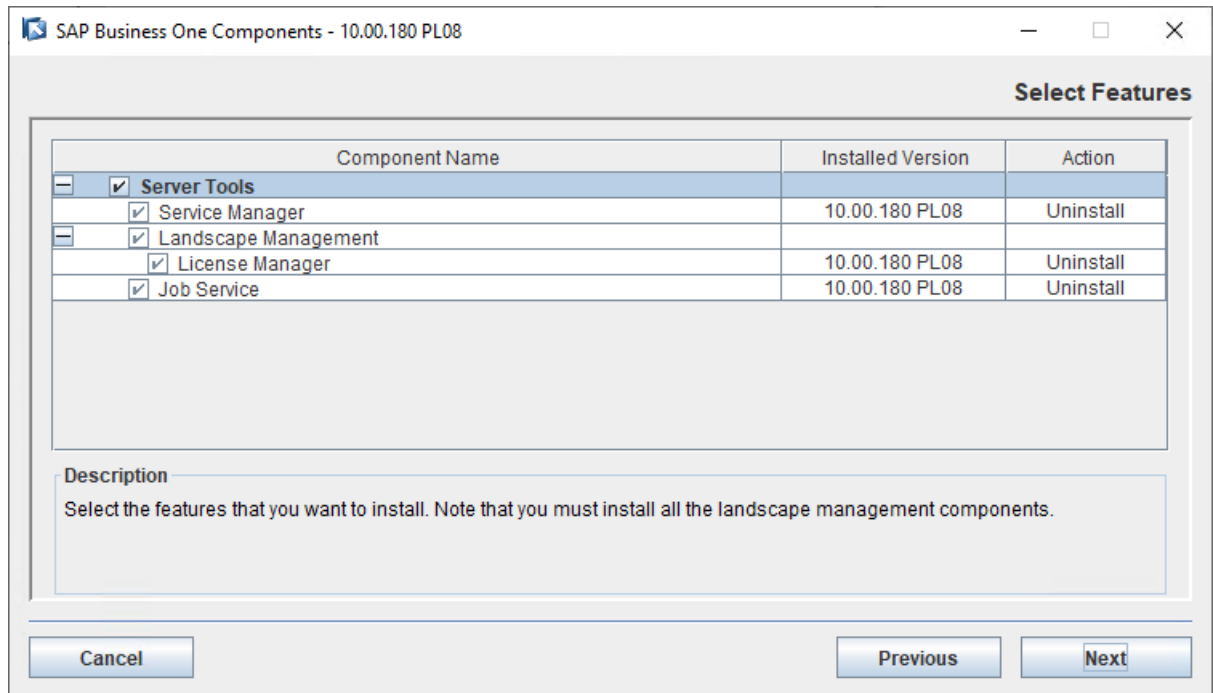 SAP Business One Components - 10.00.180 PL08
Select Features
Component Name Installed Version Action
Server Tools
Service Manager 10.00.180 PL08 Uninstall
Landscape Management
License Manager 10.00.180 PL08 Uninstall
Job Service 10.00.180 PL08 Uninstall
Description
Select the features that you want to install. Note that you must install all the landscape management components.
Cancel Previous Next